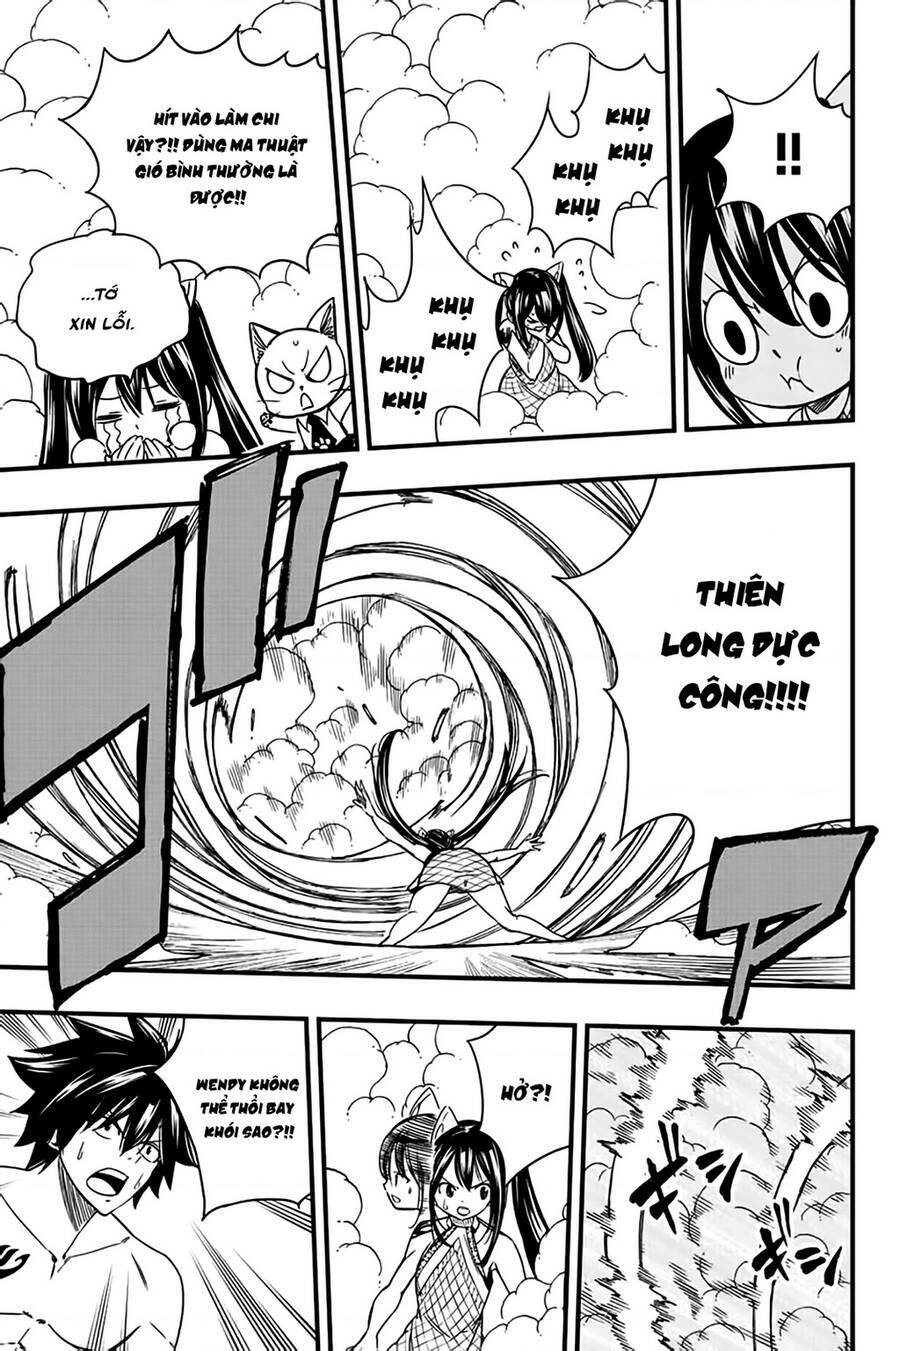 !!
KHỤ
KHỤ
KHỤ
KHỤ
KHỤ
KHỤ
KHỤ
KHỤ
HÍT VÀO LÀM CHI
VẬY?!! DÙNG MA THUẬT
GIÓ BÌNH THƯỜNG LÀ
ĐƯỢC!!
...TỚ
XIN LỖI.
THIÊN
LONG DỰC
CÔNG!!!!
HỞ?!
WENDY KHÔNG
THỂ THỔI BAY
KHÓI SAO?!!